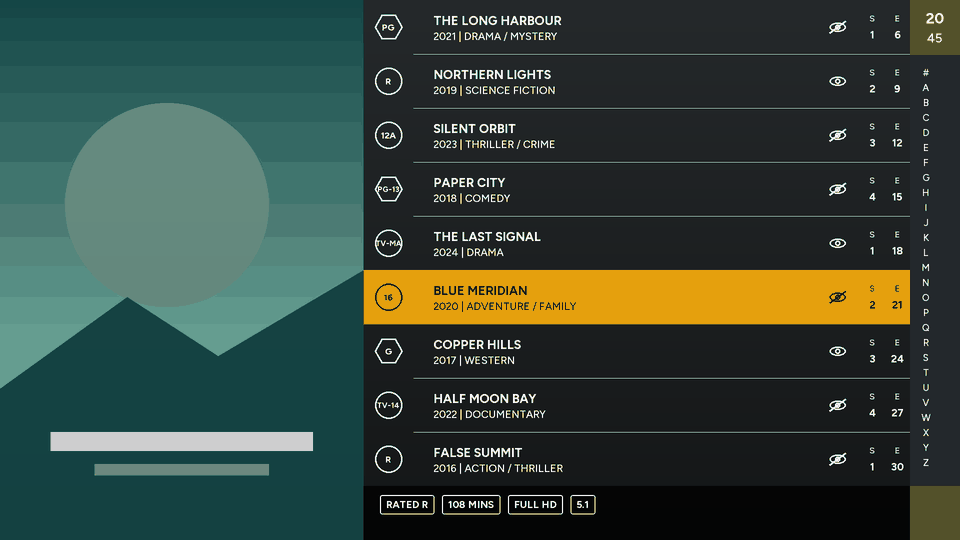 PG
THE LONG HARBOUR
2021 | DRAMA / MYSTERY
S E
1 6
R
NORTHERN LIGHTS
2019 | SCIENCE FICTION
S E
2 9
12A
SILENT ORBIT
2023 | THRILLER / CRIME
S E
3 12
PG-13
PAPER CITY
2018 | COMEDY
S E
4 15
TV-MA
THE LAST SIGNAL
2024 | DRAMA
S E
1 18
16
BLUE MERIDIAN
2020 | ADVENTURE / FAMILY
S E
2 21
G
COPPER HILLS
2017 | WESTERN
S E
3 24
TV-14
HALF MOON BAY
2022 | DOCUMENTARY
S E
4 27
R
FALSE SUMMIT
2016 | ACTION / THRILLER
S E
1 30
RATED R 108 MINS FULL HD 5.1
20
45
#
A
B
C
D
E
F
G
H
I
J
K
L
M
N
O
P
Q
R
S
T
U
V
W
X
Y
Z